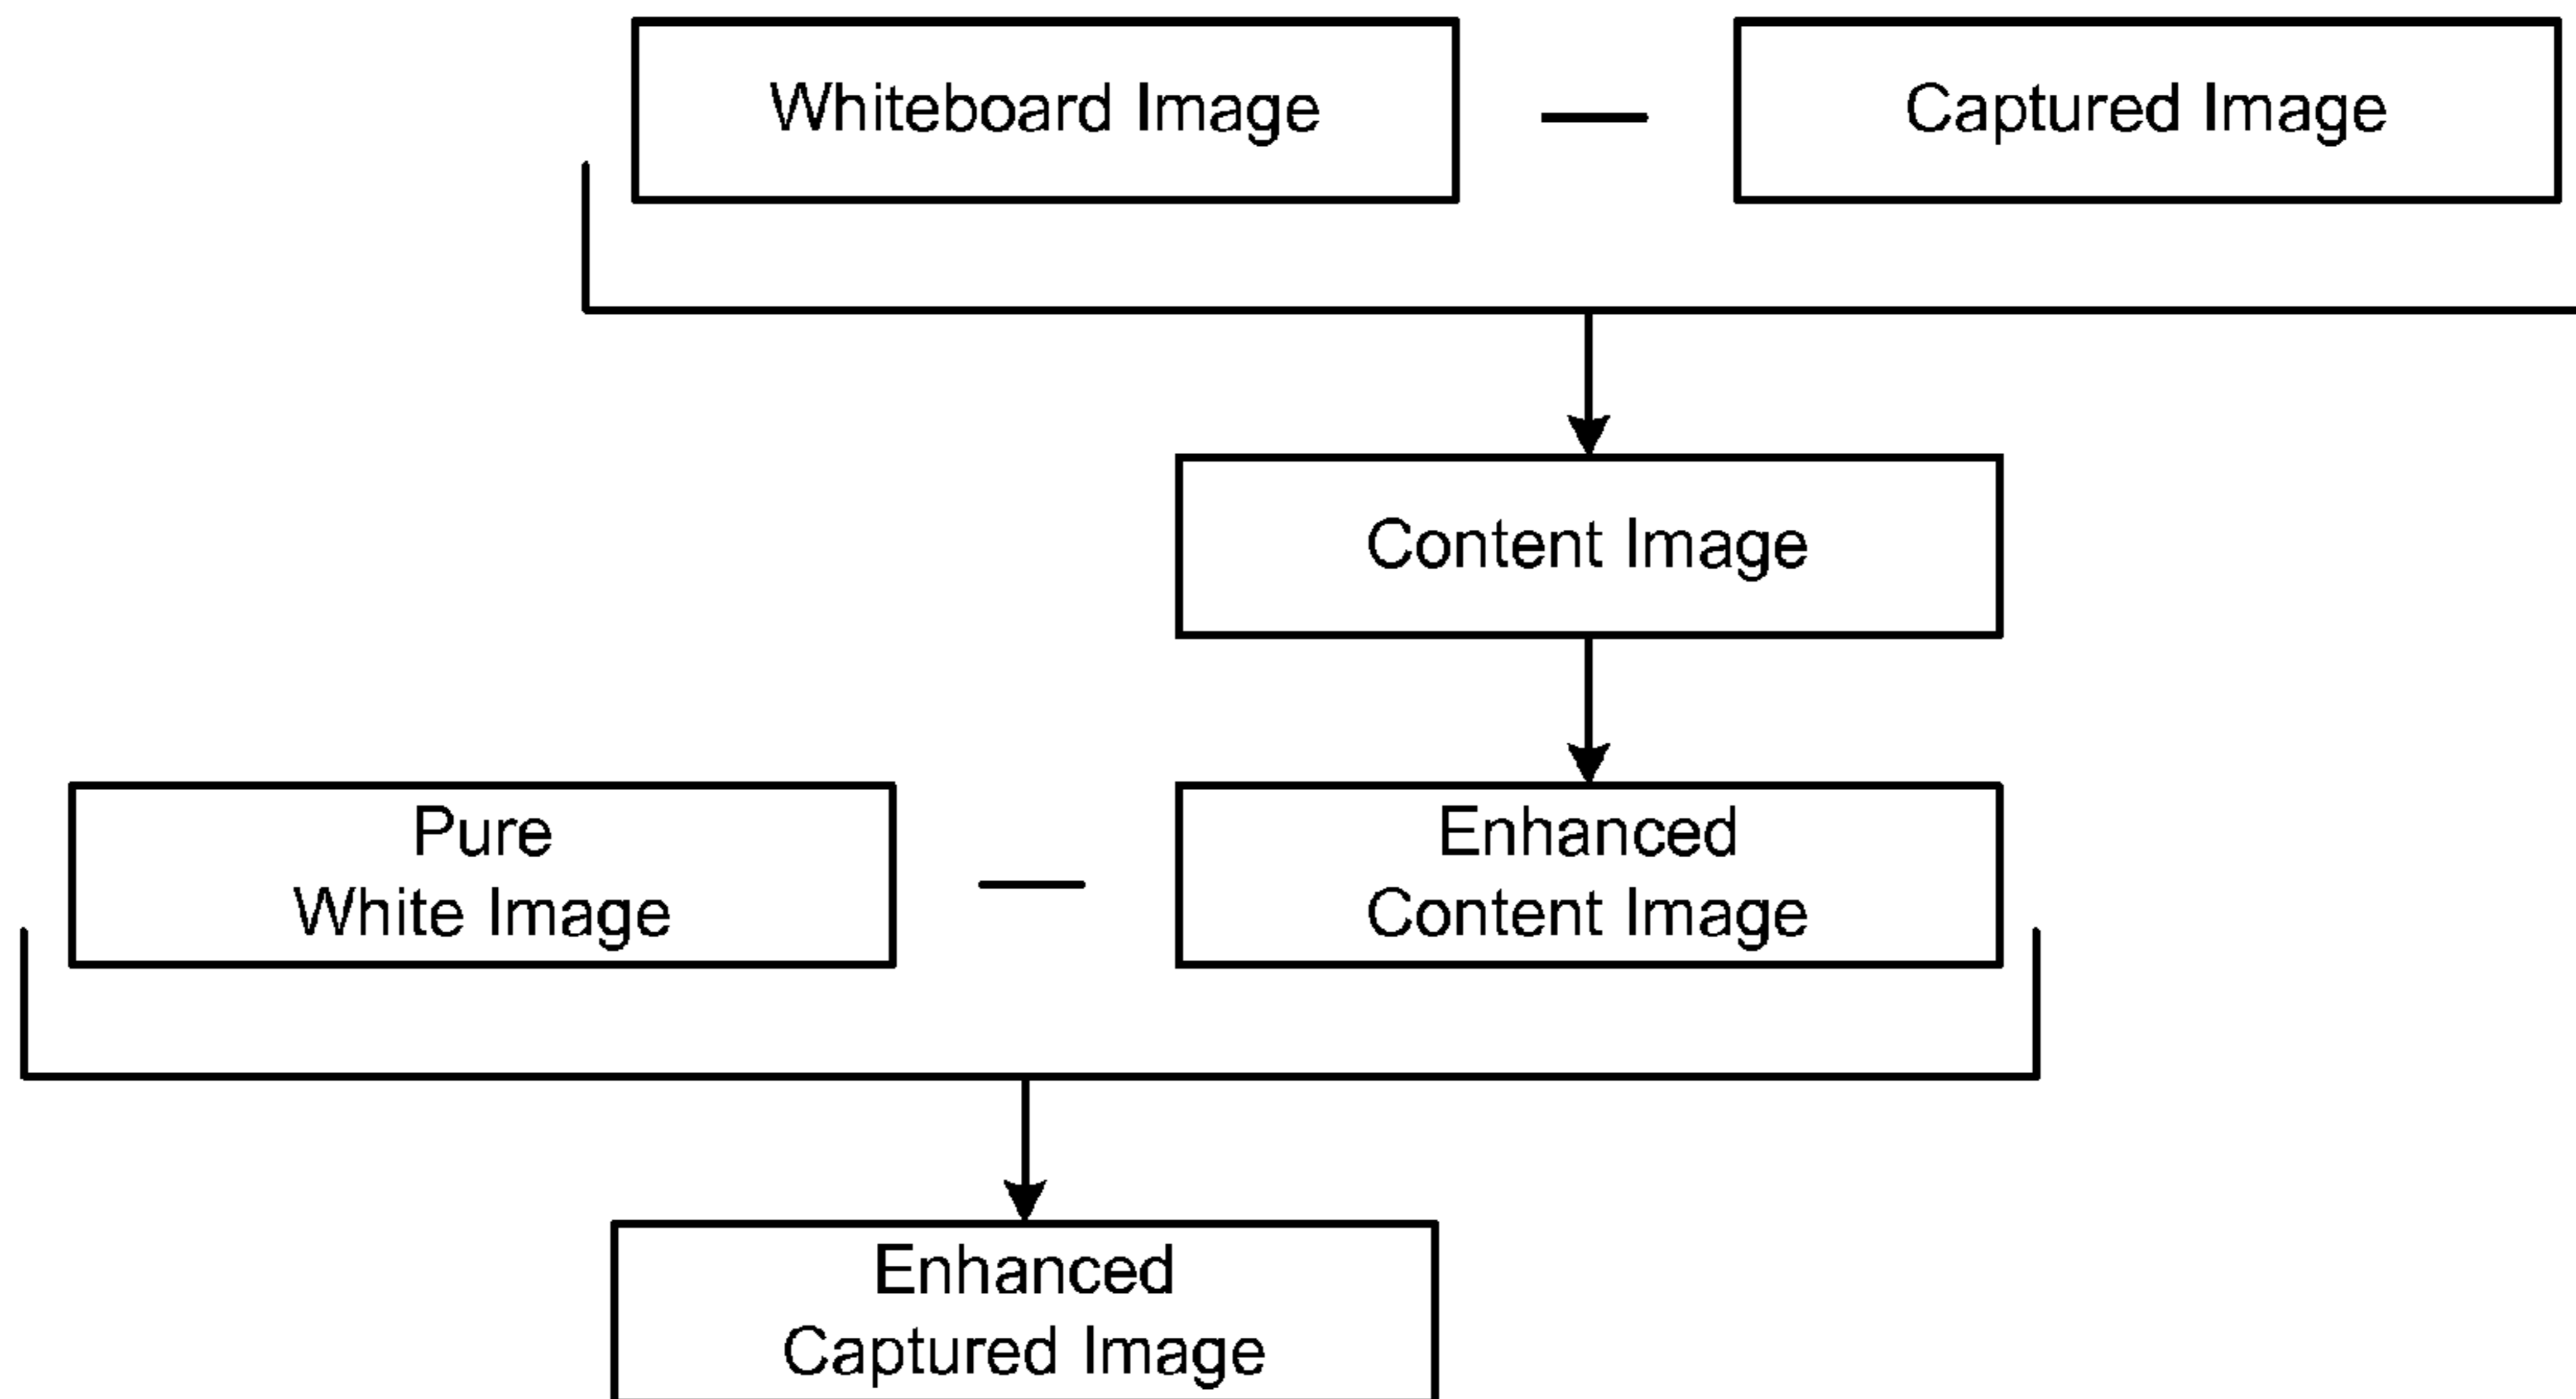 Whiteboard Image
Captured Image
Content Image
Pure
White Image
Enhanced
Content Image
Enhanced
Captured Image